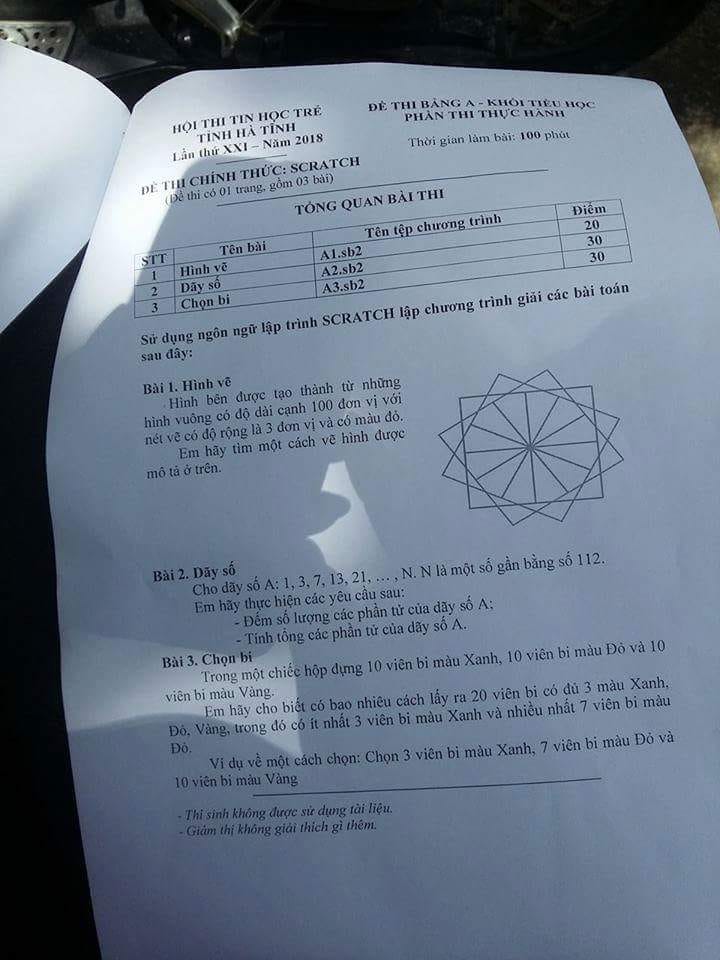 HỘI THI TIN HỌC TRẺ
TỈNH HÀ TĨNH
Lần thứ XXI – Năm 2018
ĐỀ THI BẢNG A - KHỐI TIỂU HỌC
PHẦN THI THỰC HÀNH
Thời gian làm bài: 100 phút
ĐỀ THI CHÍNH THỨC: SCRATCH
(Đề thi có 01 trang, gồm 03 bài)
TỔNG QUAN BÀI THI
STT Tên bài Tên tệp chương trình Điểm
1 Hình vẽ A1.sb2 20
2 Dãy số A2.sb2 30
3 Chọn bi A3.sb2 30
Sử dụng ngôn ngữ lập trình SCRATCH lập chương trình giải các bài toán
sau đây:
Bài 1. Hình vẽ
Hình bên được tạo thành từ những
hình vuông có độ dài cạnh 100 đơn vị với
nét vẽ có độ rộng là 3 đơn vị và có màu đỏ.
Em hãy tìm một cách vẽ hình được
mô tả ở trên.
Bài 2. Dãy số
Cho dãy số A: 1, 3, 7, 13, 21, … , N. N là một số gần bằng số 112.
Em hãy thực hiện các yêu cầu sau:
- Đếm số lượng các phần tử của dãy số A;
- Tính tổng các phần tử của dãy số A.
Bài 3. Chọn bi
Trong một chiếc hộp đựng 10 viên bi màu Xanh, 10 viên bi màu Đỏ và 10
viên bi màu Vàng.
Em hãy cho biết có bao nhiêu cách lấy ra 20 viên bi có đủ 3 màu Xanh,
Đỏ, Vàng, trong đó có ít nhất 3 viên bi màu Xanh và nhiều nhất 7 viên bi màu
Đỏ.
Ví dụ về một cách chọn: Chọn 3 viên bi màu Xanh, 7 viên bi màu Đỏ và
10 viên bi màu Vàng
- Thí sinh không được sử dụng tài liệu.
- Giám thị không giải thích gì thêm.